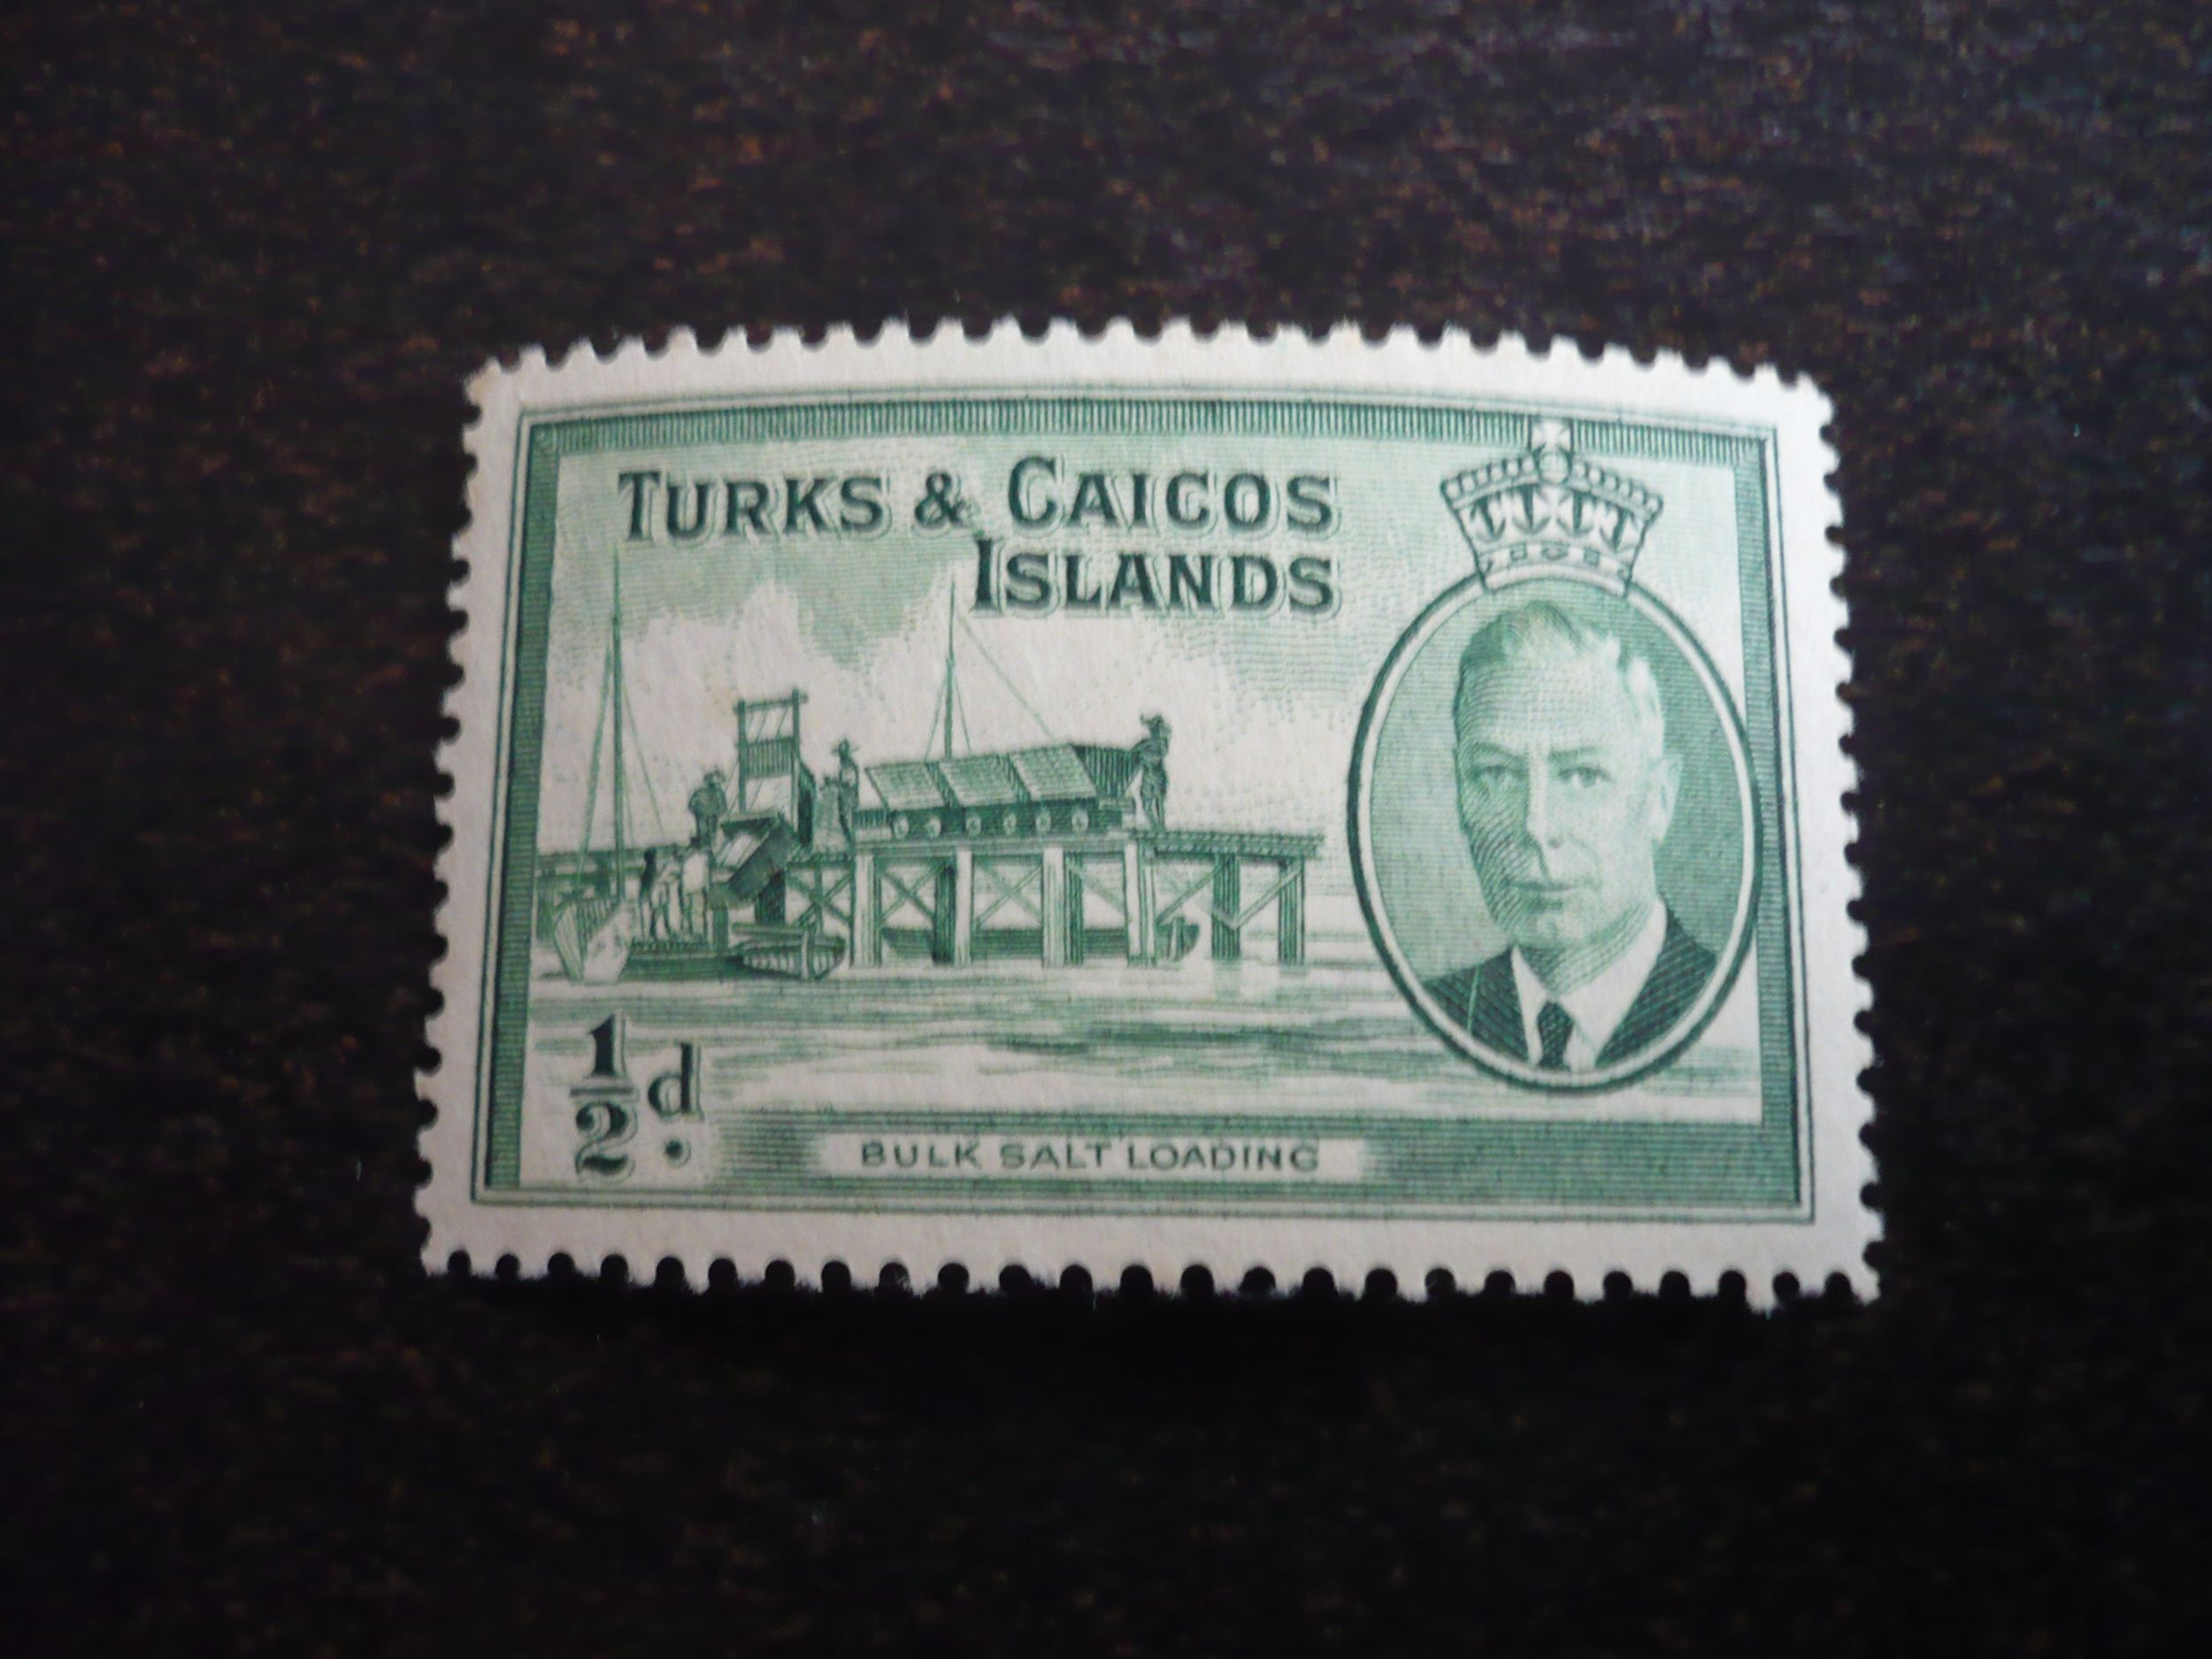 TURKS & CAICOS
ISLANDS
½d.
BULK SALT LOADING